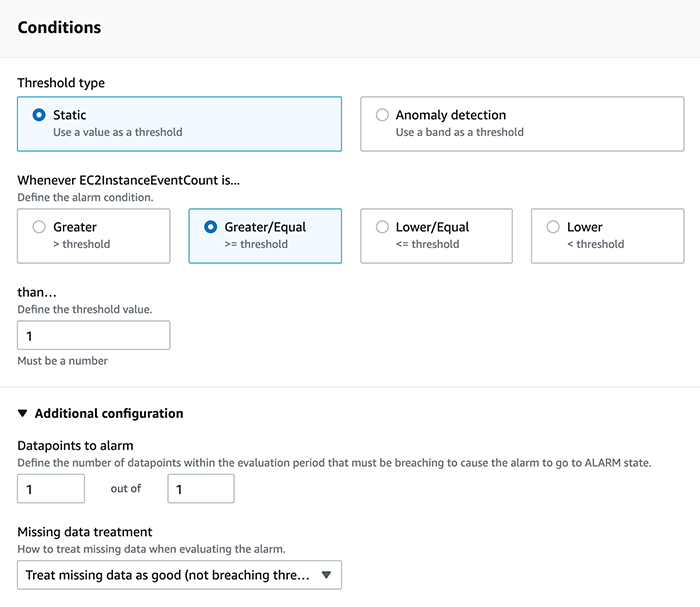 Conditions
Threshold type
Static
Use a value as a threshold
Anomaly detection
Use a band as a threshold
Whenever EC2InstanceEventCount is...
Define the alarm condition.
Greater
> threshold
Greater/Equal
>= threshold
Lower/Equal
<= threshold
Lower
< threshold
than...
Define the threshold value.
1
Must be a number
Additional configuration
Datapoints to alarm
Define the number of datapoints within the evaluation period that must be breaching to cause the alarm to go to ALARM state.
1 out of 1
Missing data treatment
How to treat missing data when evaluating the alarm.
Treat missing data as good (not breaching thre...